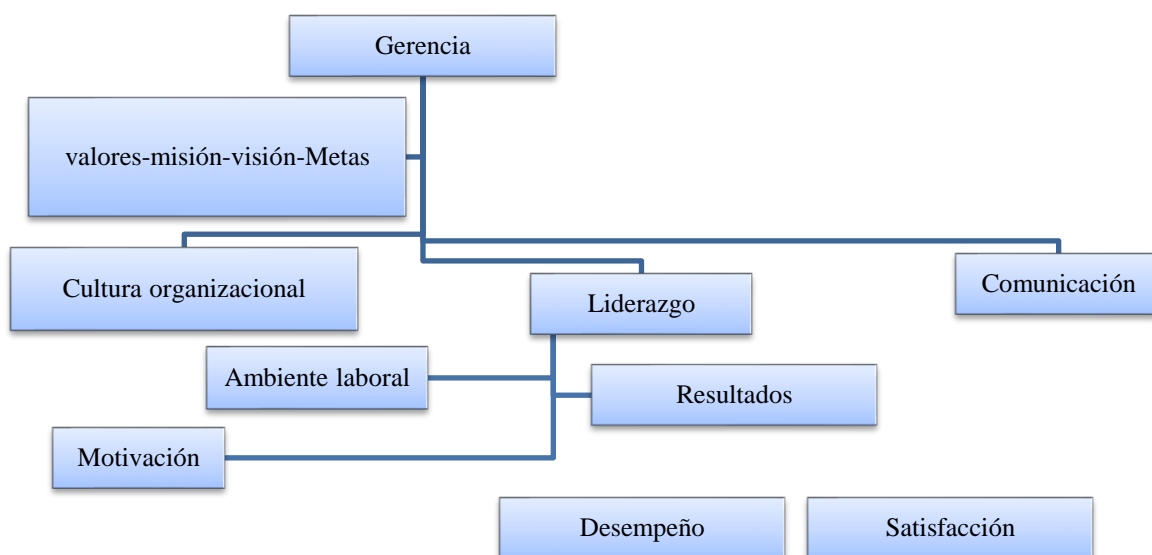 Gerencia
valores-misión-visión-Metas
Cultura organizacional
Liderazgo
Comunicación
Ambiente laboral
Resultados
Motivación
Desempeño
Satisfacción